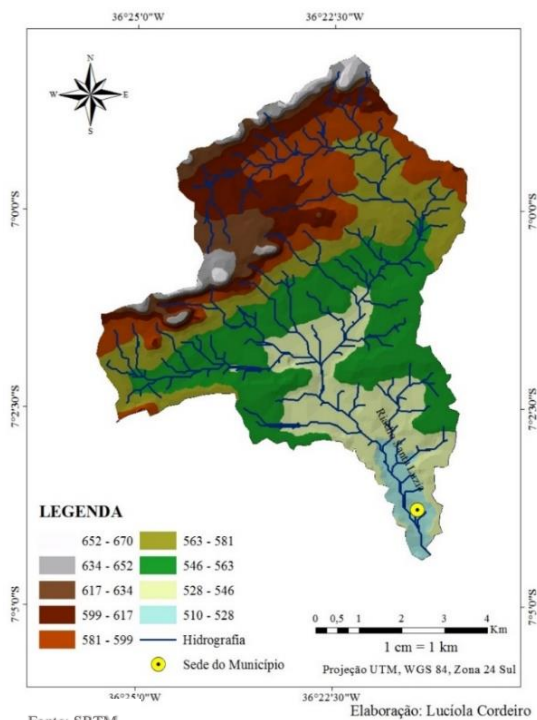 36°25'0"W 36°22'30"W
N
W E
S
7°0'0"S 7°0'0"S
7°2'30"S 7°2'30"S
Riacho Santa Luzia
LEGENDA
652 - 670 563 - 581
634 - 652 546 - 563
617 - 634 528 - 546
599 - 617 510 - 528
581 - 599 Hidrografia
Sede do Município
0 0,5 1 2 3 4
Km
1 cm = 1 km
Projeção UTM, WGS 84, Zona 24 Sul
7°5'0"S 7°5'0"S
36°25'0"W 36°22'30"W
Fonte: SRTM
Elaboração: Lucíola Cordeiro